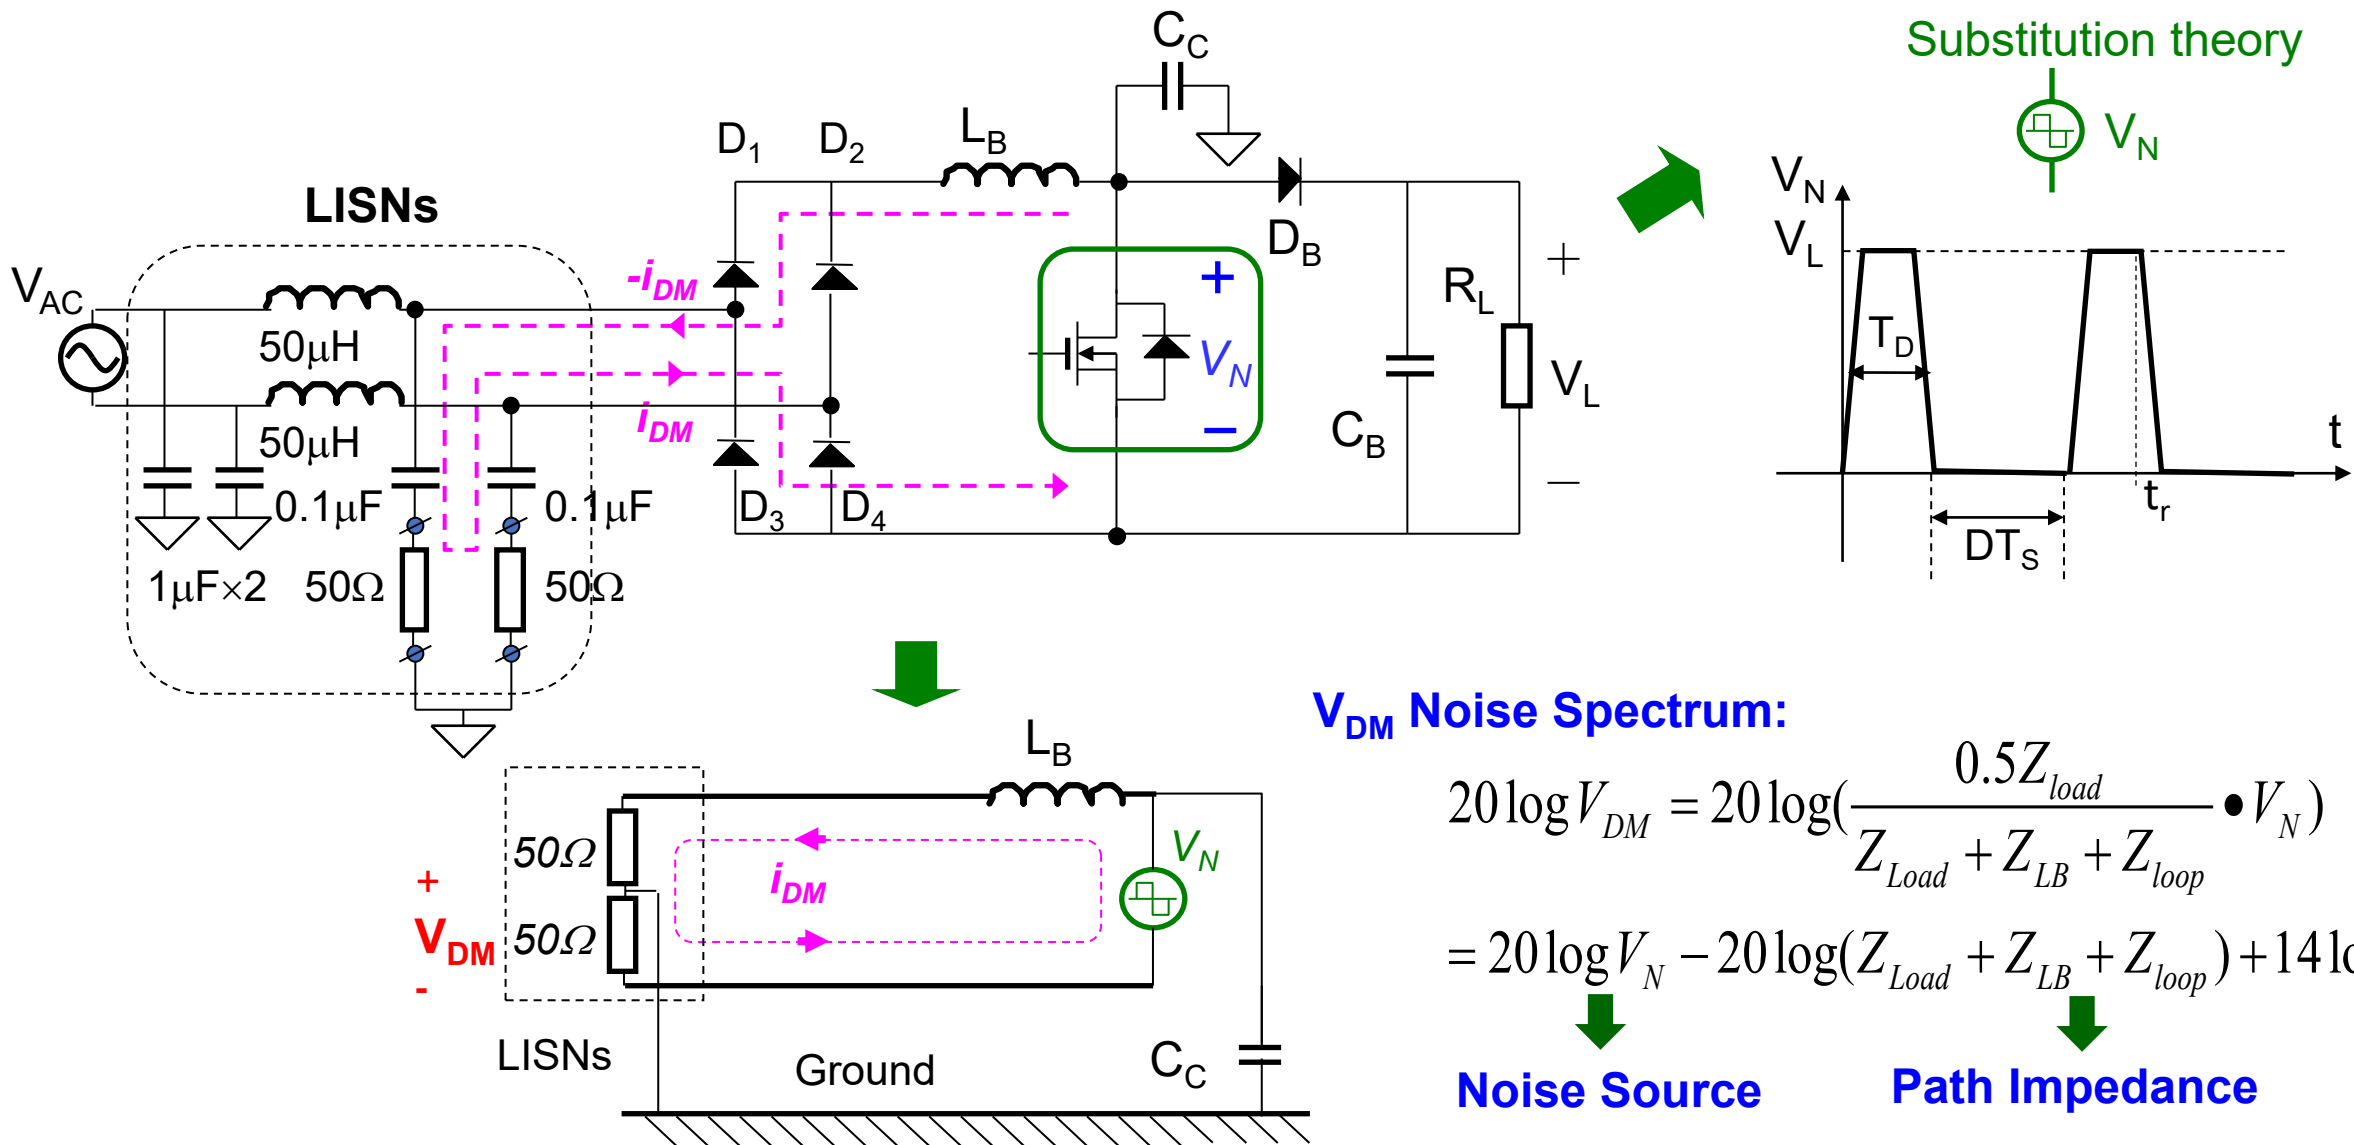 Substitution theory
V_N
C_C
L_B
D_1
D_2
LISNs
V_AC
50μH
50μH
-i_DM
i_DM
0.1μF
0.1μF
1μF×2
50Ω
50Ω
D_3
D_4
D_B
+
V_N
−
C_B
R_L
+
V_L
−
V_N
V_L
T_D
DT_S
t_r
t
L_B
50Ω
50Ω
+
V_DM
-
i_DM
V_N
LISNs
Ground
C_C
V_DM Noise Spectrum:
20 log V_DM = 20 log( 0.5Z_load / (Z_Load + Z_LB + Z_loop) • V_N )
= 20 log V_N − 20 log(Z_Load + Z_LB + Z_loop) + 14
Noise Source
Path Impedance